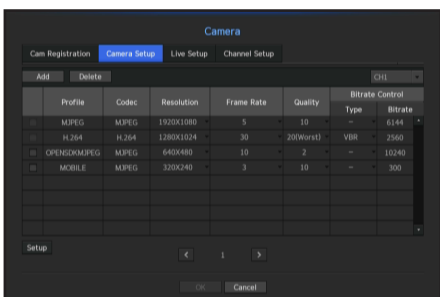 Camera
Cam Registration Camera Setup Live Setup Channel Setup
Add Delete CH1
Profile Codec Resolution Frame Rate Quality Bitrate Control
Type Bitrate
MJPEG MJPEG 1920X1080 5 10 - 6144
H.264 H.264 1280X1024 30 20(Worst) VBR 2560
OPENSDKMJPEG MJPEG 640X480 10 2 - 10240
MOBILE MJPEG 320X240 3 10 - 300
Setup
< 1 >
OK Cancel